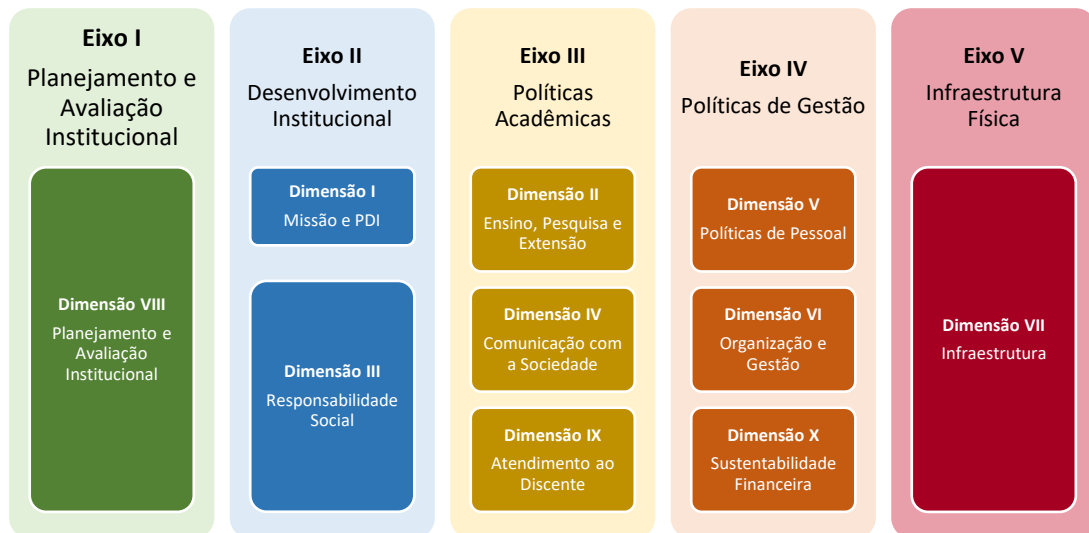 Eixo I
Planejamento e
Avaliação
Institucional
Dimensão VIII
Planejamento e
Avaliação
Institucional
Eixo II
Desenvolvimento
Institucional
Dimensão I
Missão e PDI
Dimensão III
Responsabilidade
Social
Eixo III
Políticas
Acadêmicas
Dimensão II
Ensino, Pesquisa e
Extensão
Dimensão IV
Comunicação com
a Sociedade
Dimensão IX
Atendimento ao
Discente
Eixo IV
Políticas de Gestão
Dimensão V
Políticas de Pessoal
Dimensão VI
Organização e
Gestão
Dimensão X
Sustentabilidade
Financeira
Eixo V
Infraestrutura
Física
Dimensão VII
Infraestrutura